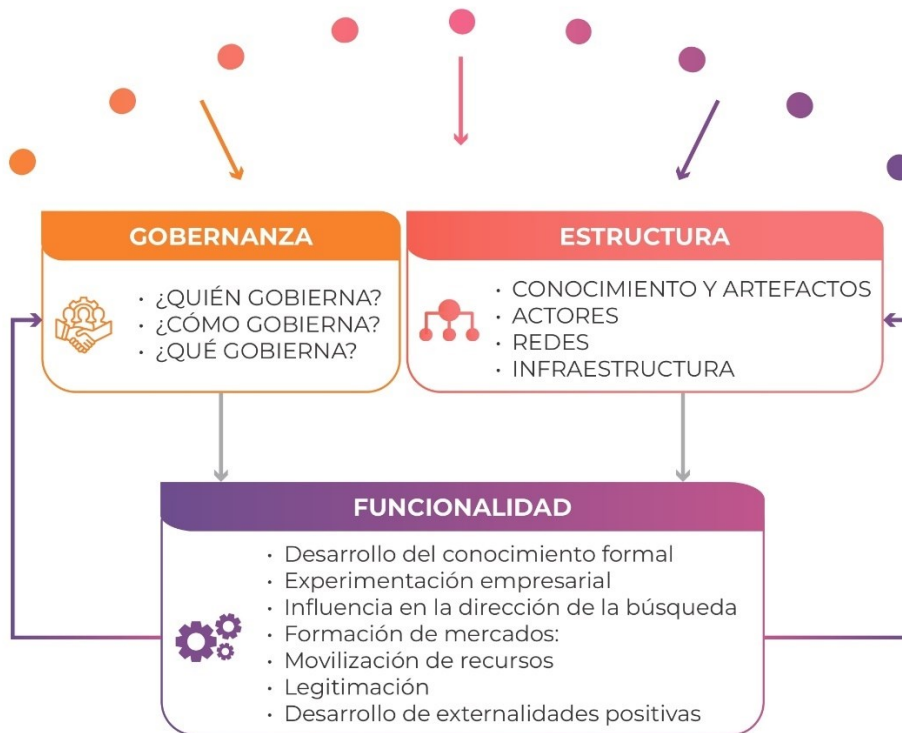 GOBERNANZA
· ¿QUIÉN GOBIERNA?
· ¿CÓMO GOBIERNA?
· ¿QUÉ GOBIERNA?
ESTRUCTURA
· CONOCIMIENTO Y ARTEFACTOS
· ACTORES
· REDES
· INFRAESTRUCTURA
FUNCIONALIDAD
· Desarrollo del conocimiento formal
· Experimentación empresarial
· Influencia en la dirección de la búsqueda
· Formación de mercados:
· Movilización de recursos
· Legitimación
· Desarrollo de externalidades positivas